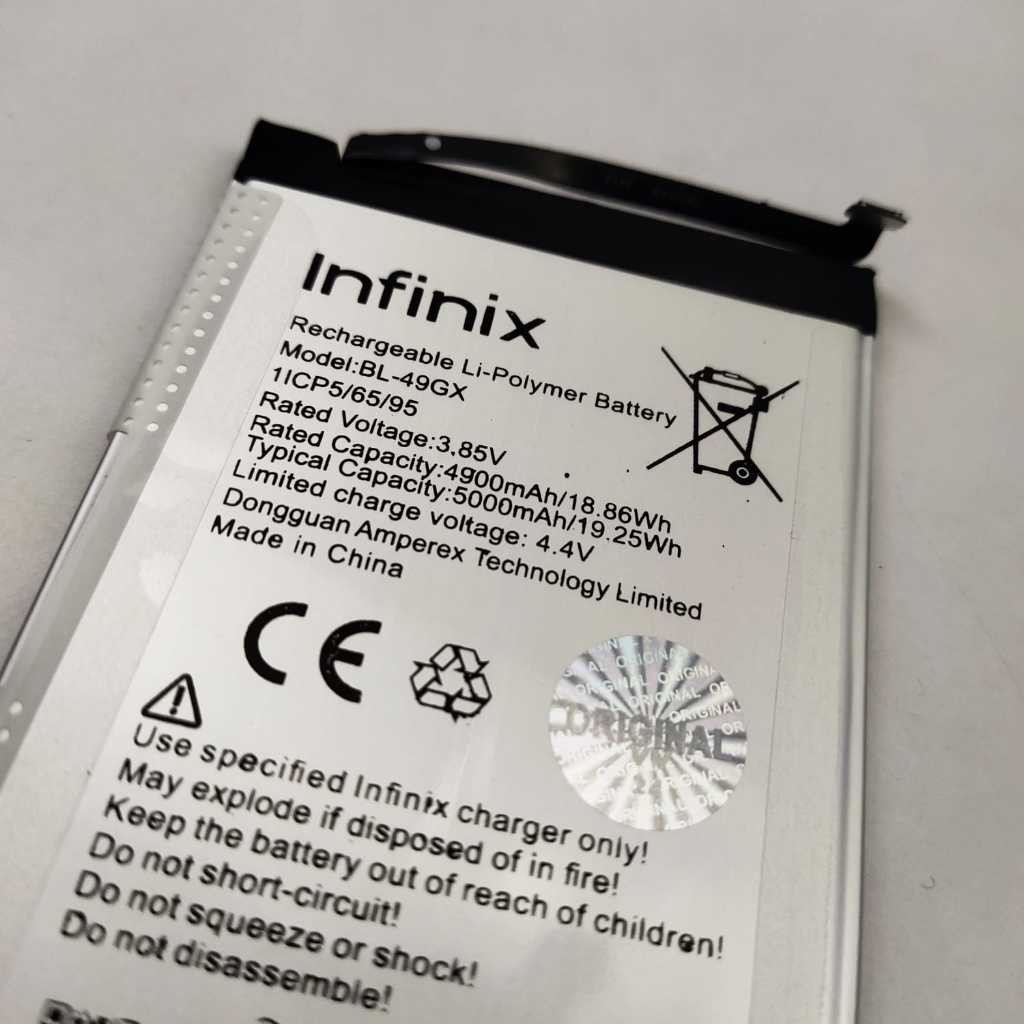 Infinix
Rechargeable Li-Polymer Battery
Model:BL-49GX
1ICP5/65/95
Rated Voltage:3.85V
Rated Capacity:4900mAh/18.86Wh
Typical Capacity:5000mAh/19.25Wh
Limited charge voltage: 4.4V
Dongguan Amperex Technology Limited
Made in China
CE
ORIGINAL
Use specified Infinix charger only!
May explode if disposed of in fire!
Keep the battery out of reach of children!
Do not short-circuit!
Do not squeeze or shock!
Do not disassemble!